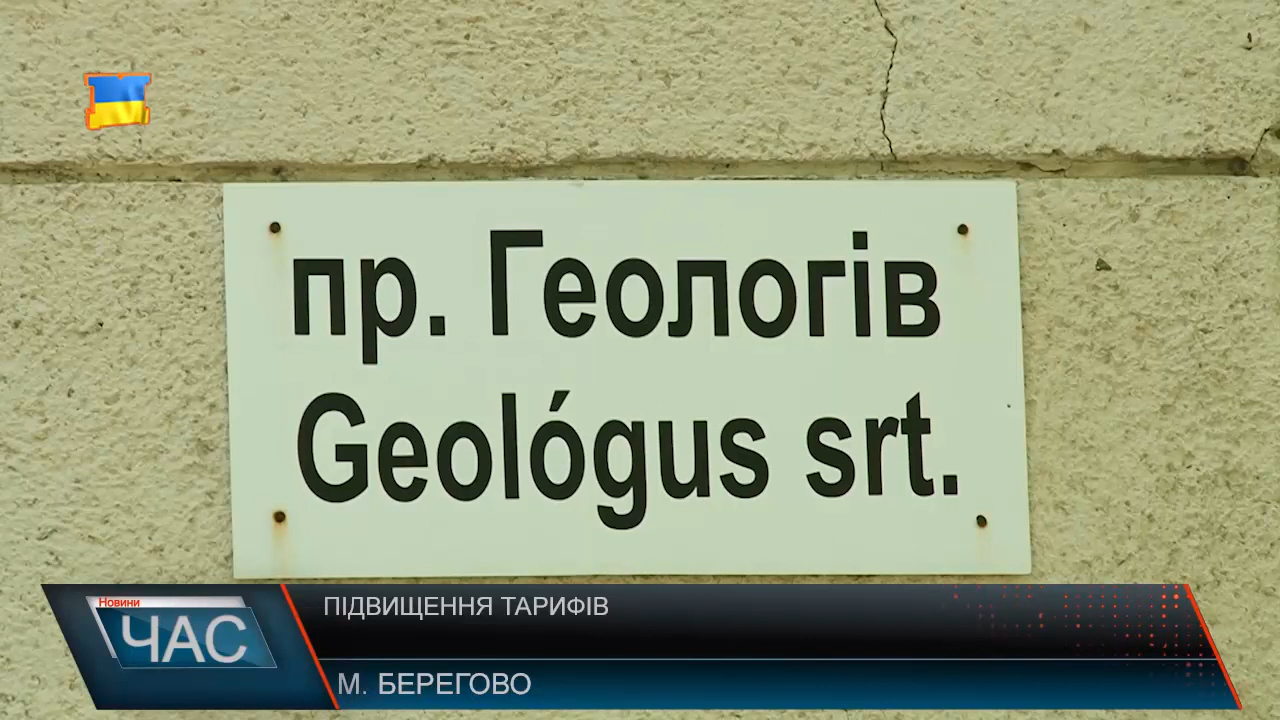 пр. Геологів
Geológus srt.
Новини
ЧАС
ПІДВИЩЕННЯ ТАРИФІВ
М. БЕРЕГОВО